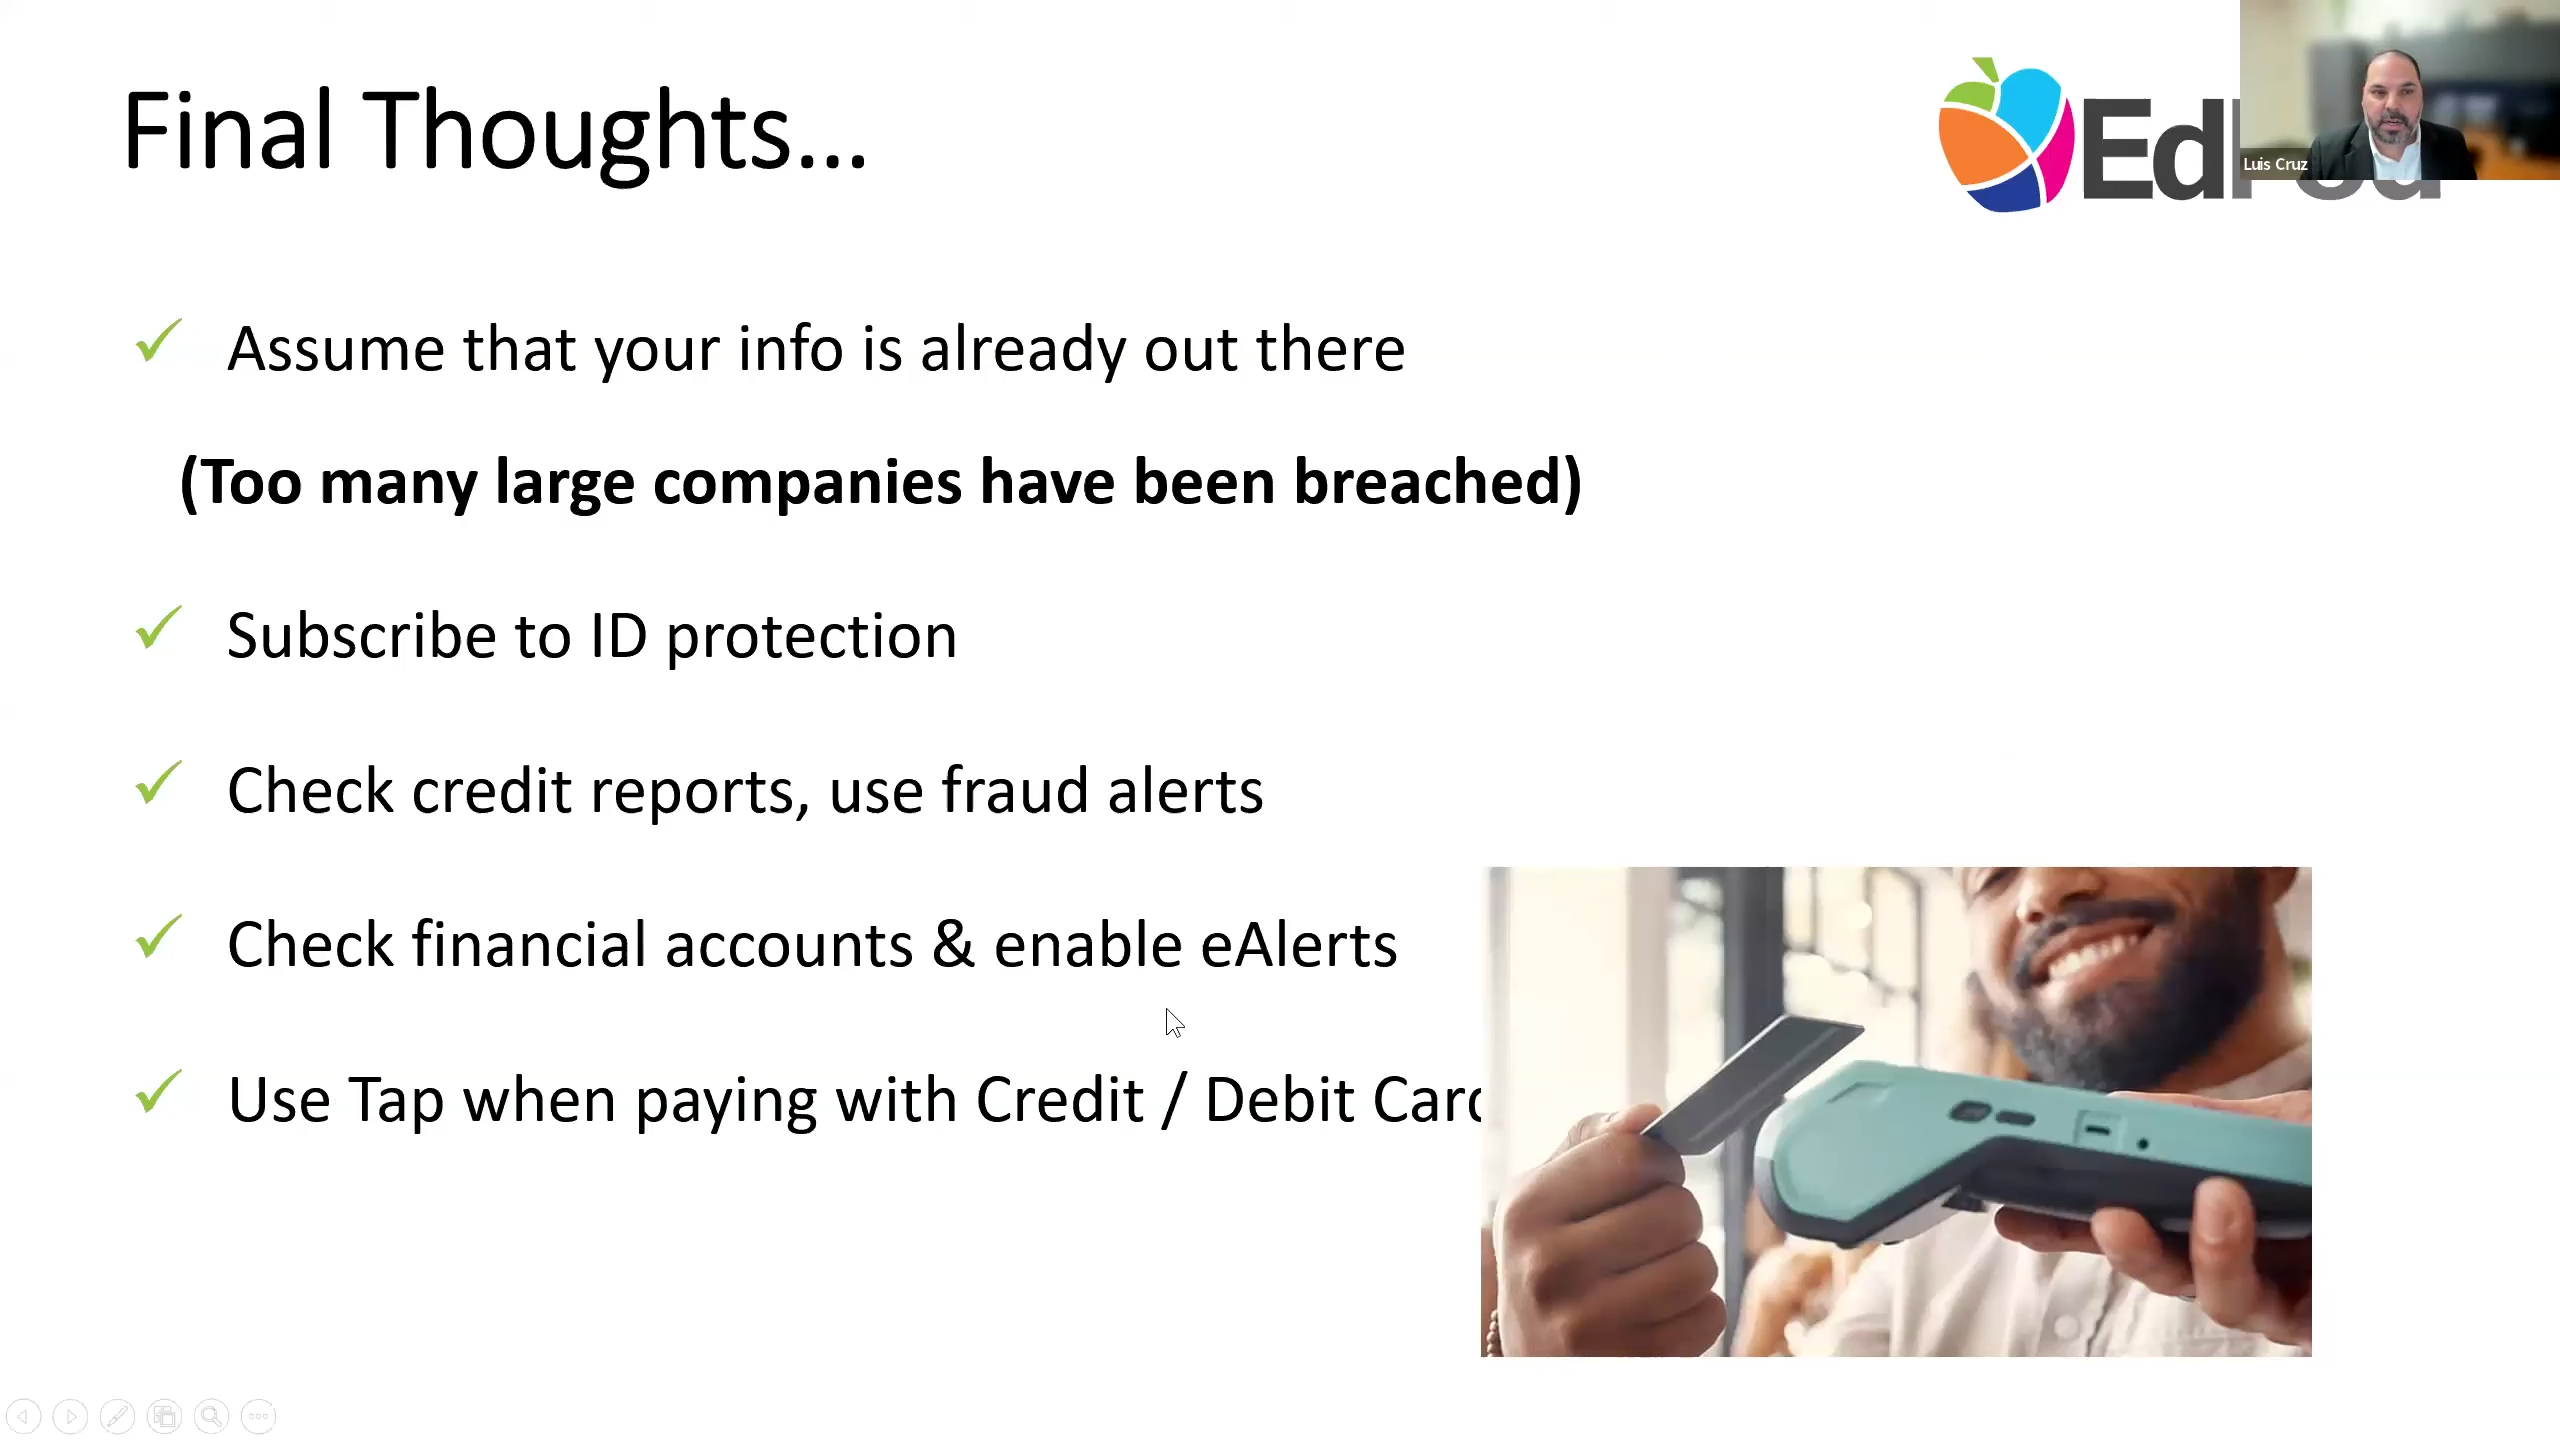 Final Thoughts...
Ed
Luis Cruz
Assume that your info is already out there
(Too many large companies have been breached)
Subscribe to ID protection
Check credit reports, use fraud alerts
Check financial accounts & enable eAlerts
Use Tap when paying with Credit / Debit Card